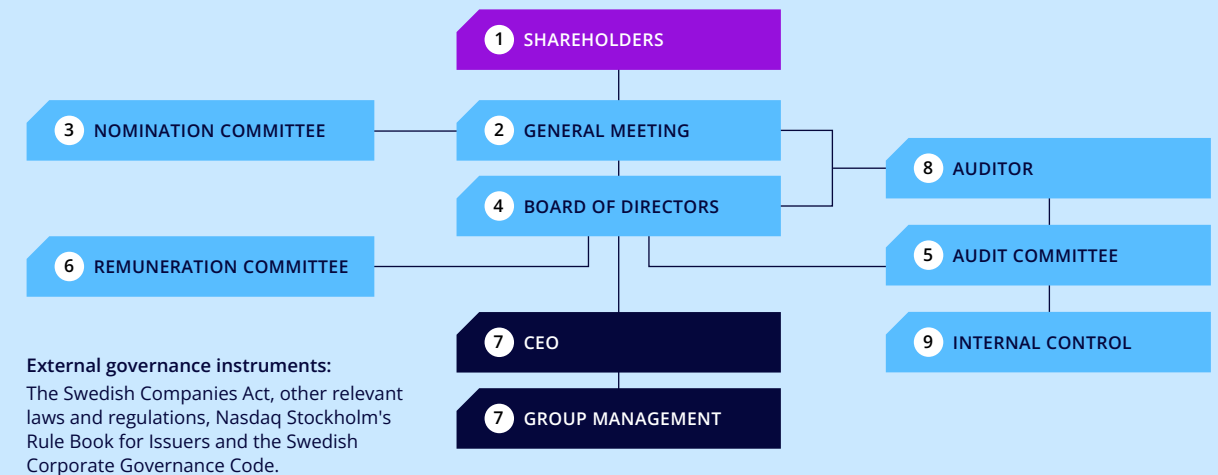 1 SHAREHOLDERS
3 NOMINATION COMMITTEE
2 GENERAL MEETING
8 AUDITOR
4 BOARD OF DIRECTORS
6 REMUNERATION COMMITTEE
5 AUDIT COMMITTEE
7 CEO
9 INTERNAL CONTROL
7 GROUP MANAGEMENT
External governance instruments:
The Swedish Companies Act, other relevant
laws and regulations, Nasdaq Stockholm's
Rule Book for Issuers and the Swedish
Corporate Governance Code.